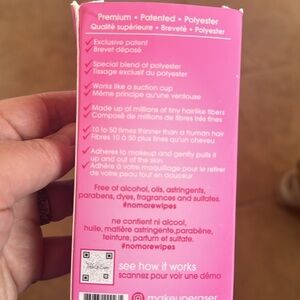 Premium • Patented • Polyester
Qualité supérieure • Breveté • Polyester
Exclusive patent
Brevet déposé
Special blend of polyester
Tissage exclusif du polyester
Works like a suction cup
Même principe qu'une ventouse
Made up of millions of tiny hairlike fibers
Composé de millions de fibres très fines
10 to 50 times thinner than a human hair
Fibres 10 à 50 plus fines qu'un cheveu
Adheres to makeup and gently pulls it
up and out of the skin
Adhère à votre maquillage pour le retirer
de votre peau tout en douceur
Free of alcohol, oils, astringents,
parabens, dyes, fragrances and sulfates.
#nomorewipes
ne contient ni alcool,
huile, matière astringente, parabène,
teinture, parfum et sulfate.
#nomorewipes
see how it works
scannez pour voir une démo
makeuperaser